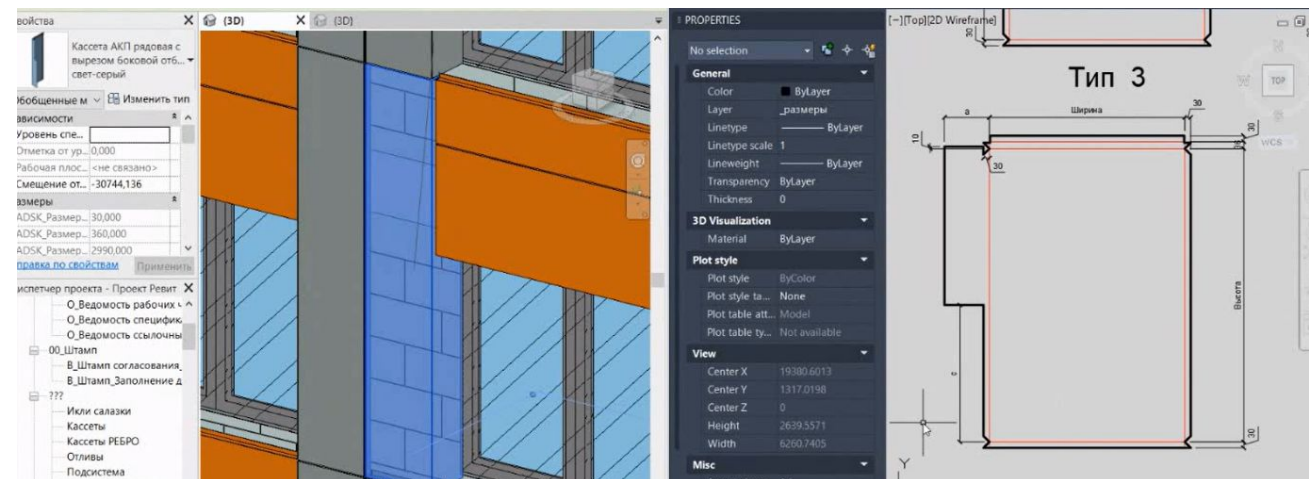 войства
Кассета АКП рядовая с
вырезом боковой отб...
свет-серый
Обобщенные м
Изменить тип
ависимости
Уровень спе...
Отметка от ур... 0,000
Рабочая плос... <не связано>
Смещение от... -30744,136
азмеры
ADSK_Размер... 30,000
ADSK_Размер... 360,000
ADSK_Размер... 2990,000
правка по свойствам
Применить
испетчер проекта - Проект Ревит
О_Ведомость рабочих ч
О_Ведомость специфик
О_Ведомость ссылочны
00_Штамп
В_Штамп согласования_
В_Штамп_Заполнение д
???
Икли салазки
Кассеты
Кассеты РЕБРО
Отливы
Подсистема
{3D}
{3D}
PROPERTIES
No selection
General
Color ByLayer
Layer _размеры
Linetype ByLayer
Linetype scale 1
Lineweight ByLayer
Transparency ByLayer
Thickness 0
3D Visualization
Material ByLayer
Plot style
Plot style ByColor
Plot style ta... None
Plot table att... Model
Plot table ty... Not available
View
Center X 19380.6013
Center Y 1317.0198
Center Z 0
Height 2639.5571
Width 6260.7405
Misc
[−][Top][2D Wireframe]
30
Тип 3
TOP
WCS
a
Ширина
30
30
10
30
Высота
c
30
Y